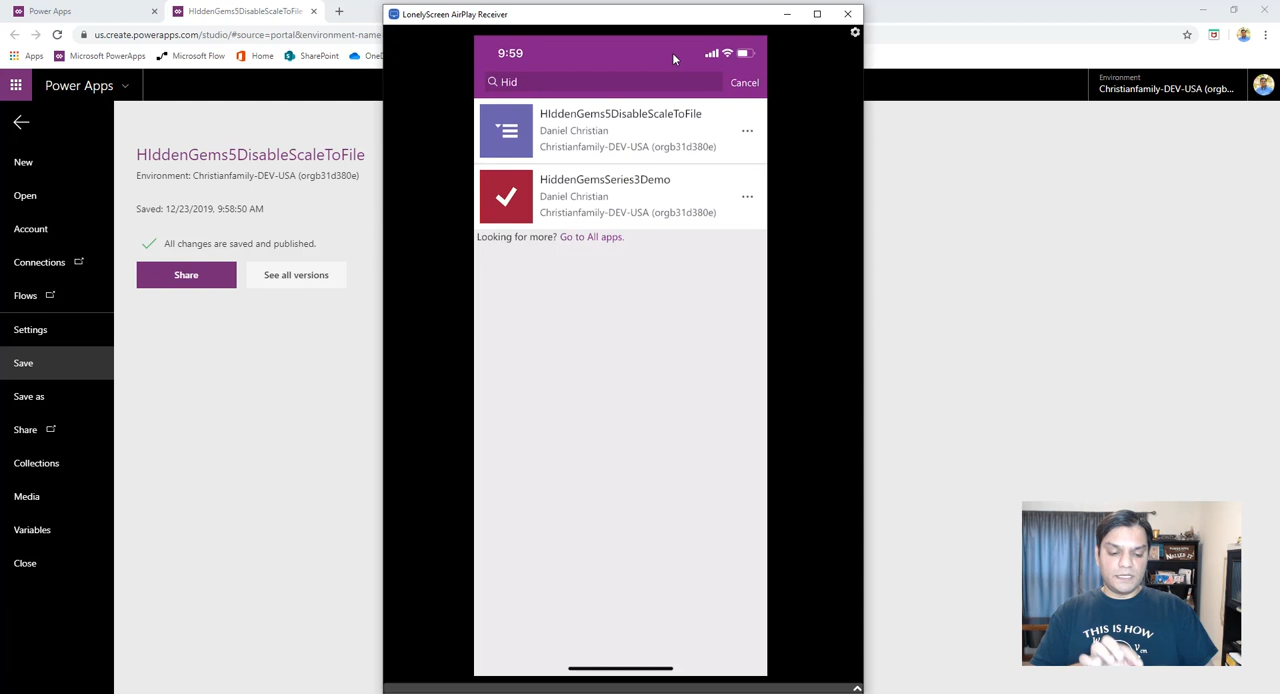 Power Apps
HIddenGems5DisableScaleToFile
LonelyScreen AirPlay Receiver
us.create.powerapps.com/studio/#source=portal&environment-name
Apps
Microsoft PowerApps
Microsoft Flow
Home
SharePoint
OneD
Power Apps
Environment
Christianfamily-DEV-USA (orgb...
New
Open
Account
Connections
Flows
Settings
Save
Save as
Share
Collections
Media
Variables
Close
HIddenGems5DisableScaleToFile
Environment: Christianfamily-DEV-USA (orgb31d380e)
Saved: 12/23/2019, 9:58:50 AM
All changes are saved and published.
Share
See all versions
9:59
Hid
Cancel
HIddenGems5DisableScaleToFile
Daniel Christian
Christianfamily-DEV-USA (orgb31d380e)
HiddenGemsSeries3Demo
Daniel Christian
Christianfamily-DEV-USA (orgb31d380e)
Looking for more? Go to All apps.
THIS IS HOW